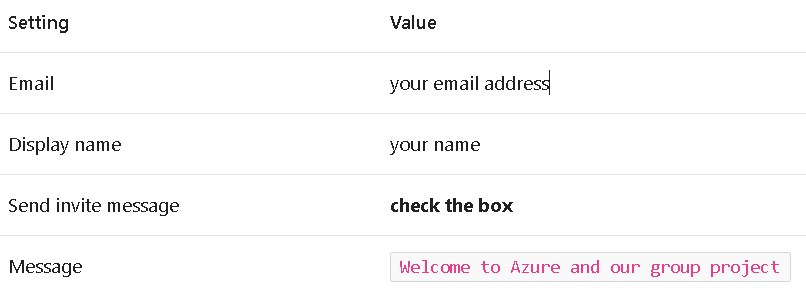 Setting Value
Email your email address
Display name your name
Send invite message check the box
Message Welcome to Azure and our group project